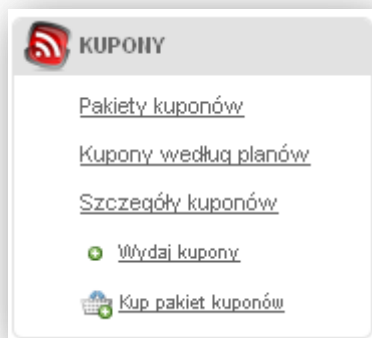 KUPONY
Pakiety kuponów
Kupony według planów
Szczegóły kuponów
Wydaj kupony
Kup pakiet kuponów